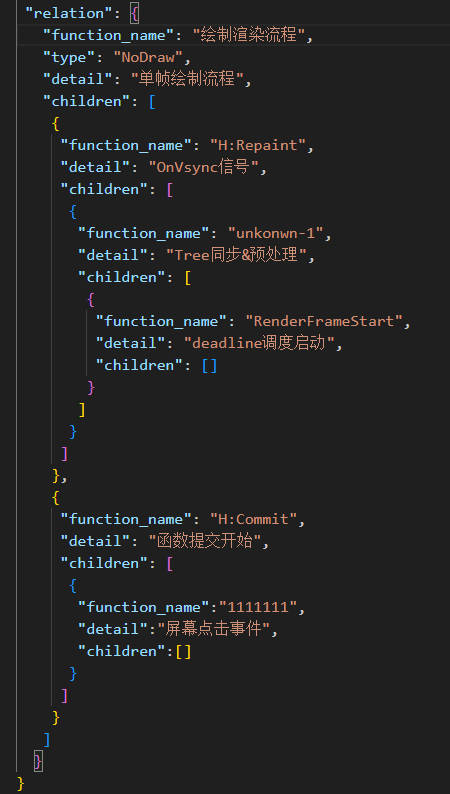 "relation": {
"function_name": "绘制渲染流程",
"type": "NoDraw",
"detail": "单帧绘制流程",
"children": [
{
"function_name": "H:Repaint",
"detail": "OnVsync信号",
"children": [
{
"function_name": "unkonwn-1",
"detail": "Tree同步&预处理",
"children": [
{
"function_name": "RenderFrameStart",
"detail": "deadline调度启动",
"children": []
}
]
}
]
},
{
"function_name": "H:Commit",
"detail": "函数提交开始",
"children": [
{
"function_name":"1111111",
"detail":"屏幕点击事件",
"children":[]
}
]
}
]
}
}